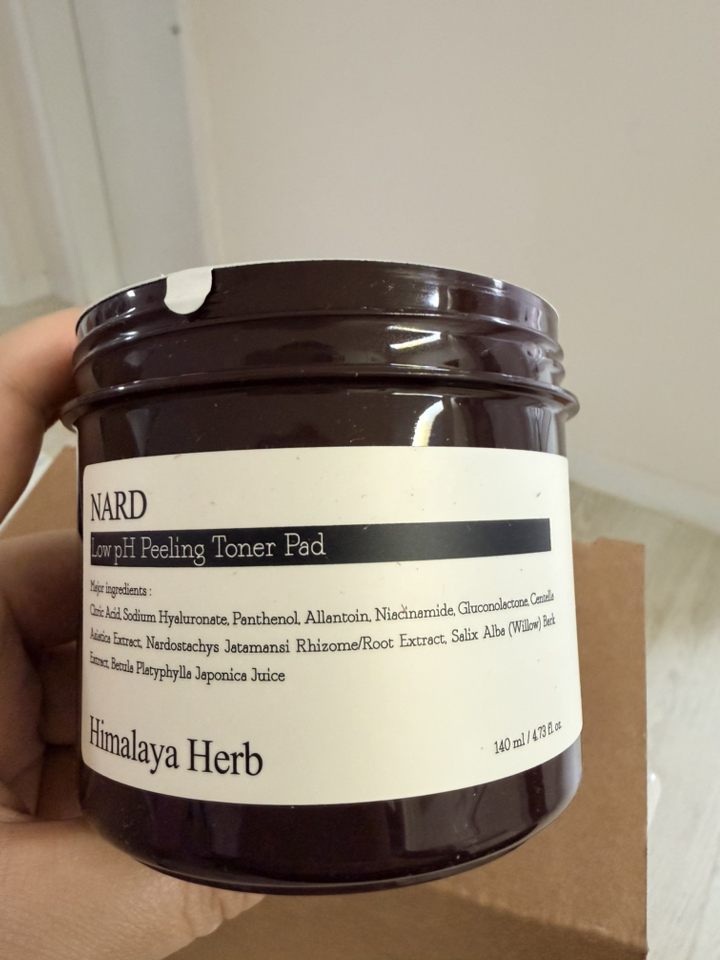 NARD
Low pH Peeling Toner Pad
Major ingredients :
Citric Acid, Sodium Hyaluronate, Panthenol, Allantoin, Niacinamide, Gluconolactone, Centella
Asiatica Extract, Nardostachys Jatamansi Rhizome/Root Extract, Salix Alba (Willow) Bark
Extract, Betula Platyphylla Japonica Juice
Himalaya Herb
140 ml / 4.73 fl. oz.